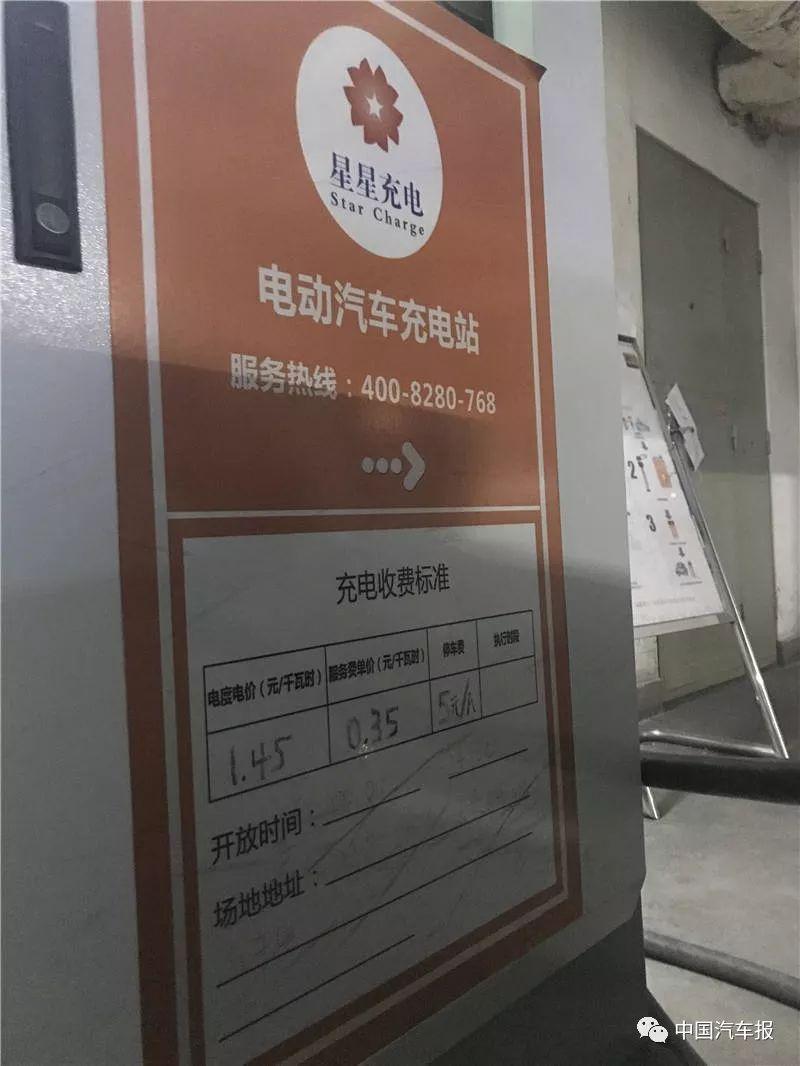 星星充电
Star Charge
电动汽车充电站
服务热线：400-8280-768
充电收费标准
电度电价（元/千瓦时） 服务费单价（元/千瓦时） 停车费 执行时段
1.45 0.35 5元/h
开放时间：
场地地址：
2
3
中国汽车报